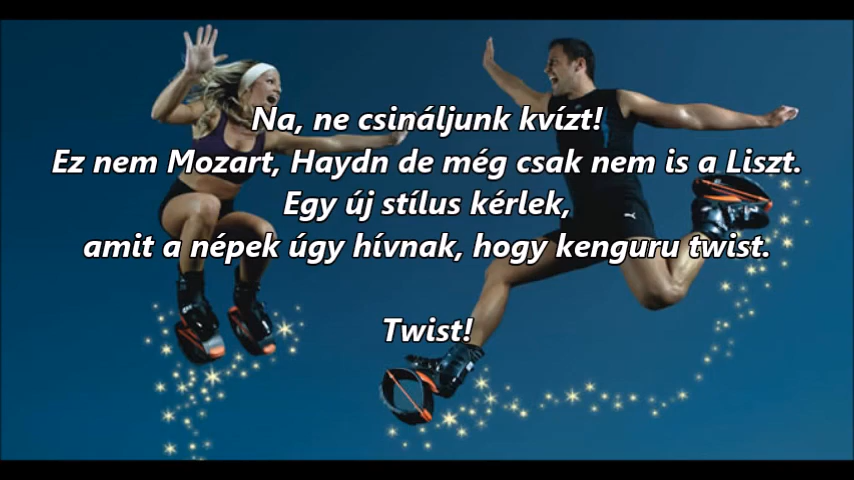 Na, ne csináljunk kvízt!
Ez nem Mozart, Haydn de még csak nem is a Liszt.
Egy új stílus kérlek,
amit a népek úgy hívnak, hogy kenguru twist.
Twist!